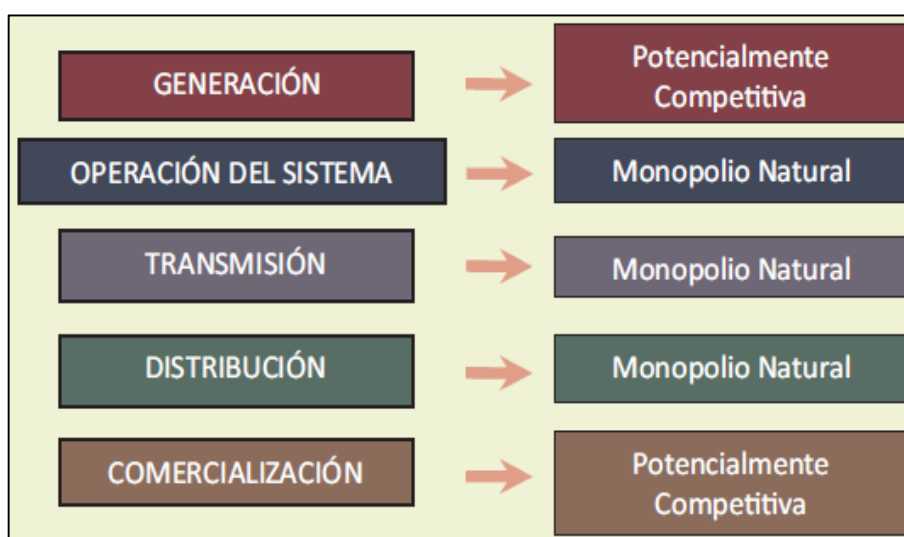 GENERACIÓN
Potencialmente
Competitiva
OPERACIÓN DEL SISTEMA
Monopolio Natural
TRANSMISIÓN
Monopolio Natural
DISTRIBUCIÓN
Monopolio Natural
COMERCIALIZACIÓN
Potencialmente
Competitiva